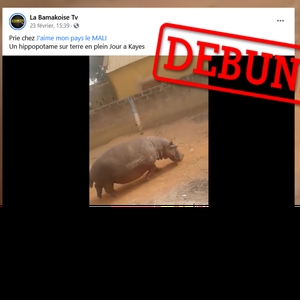 La Bamakoise Tv
23 février, 15:39
Prie chez J'aime mon pays le MALI
Un hippopotame sur terre en plein Jour a Kayes
DEBUN